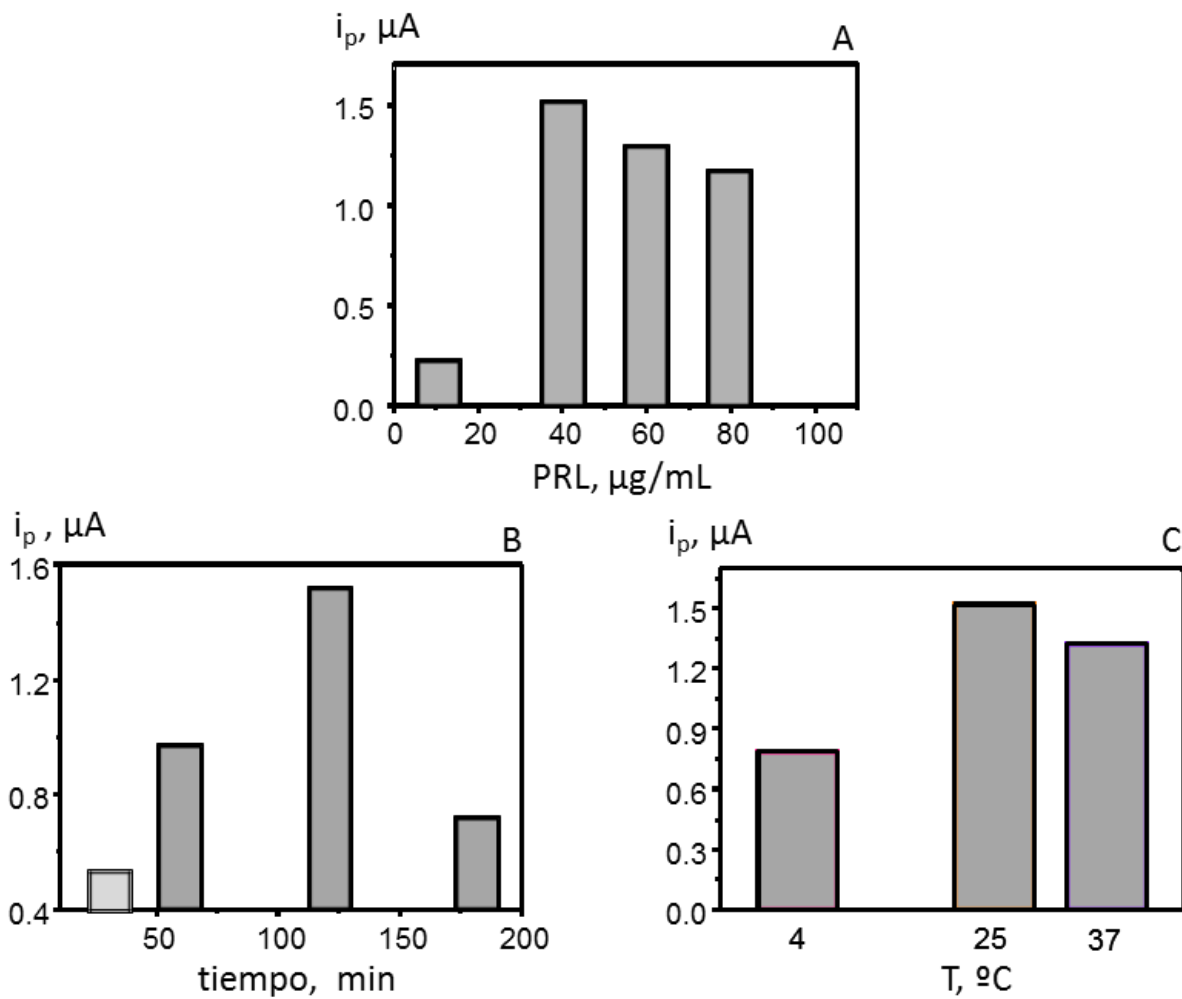 iₚ, µA
A
1.5
1.0
0.5
0.0
0 20 40 60 80 100
PRL, µg/mL
iₚ , µA
B
1.6
1.2
0.8
0.4
50 100 150 200
tiempo, min
iₚ, µA
C
1.5
1.2
0.9
0.6
0.3
0.0
4 25 37
T, ºC